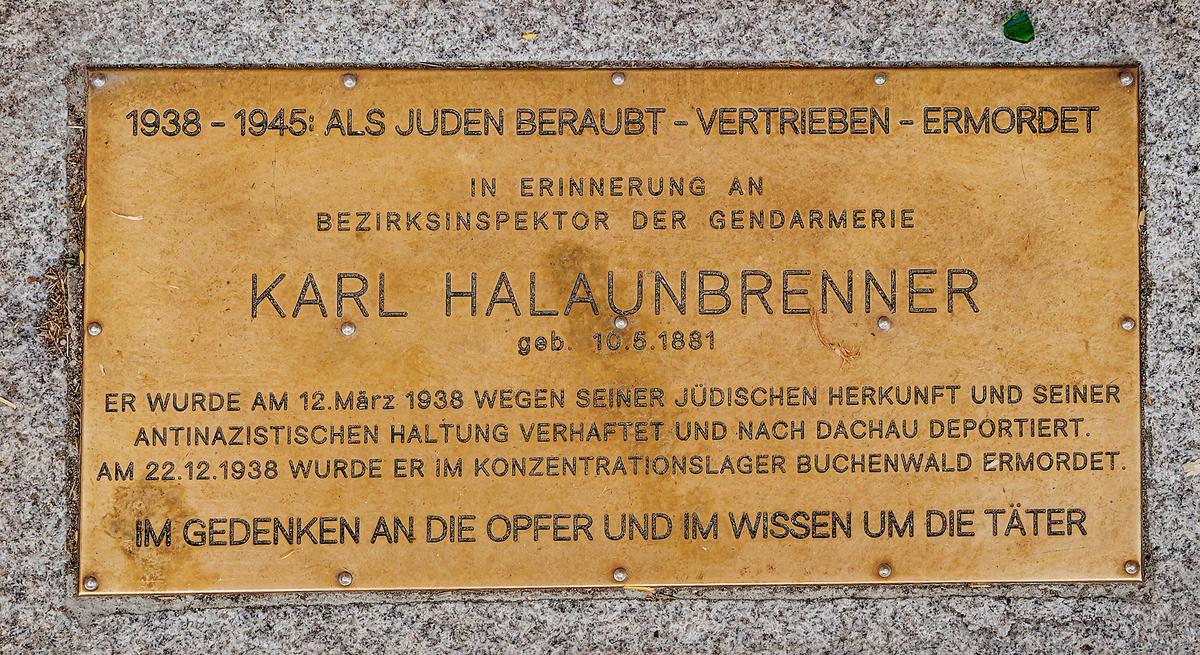 1938 – 1945: ALS JUDEN BERAUBT – VERTRIEBEN – ERMORDET
IN ERINNERUNG AN
BEZIRKSINSPEKTOR DER GENDARMERIE
KARL HALAUNBRENNER
geb. 10.5.1881
ER WURDE AM 12.März 1938 WEGEN SEINER JÜDISCHEN HERKUNFT UND SEINER
ANTINAZISTISCHEN HALTUNG VERHAFTET UND NACH DACHAU DEPORTIERT.
AM 22.12.1938 WURDE ER IM KONZENTRATIONSLAGER BUCHENWALD ERMORDET.
IM GEDENKEN AN DIE OPFER UND IM WISSEN UM DIE TÄTER